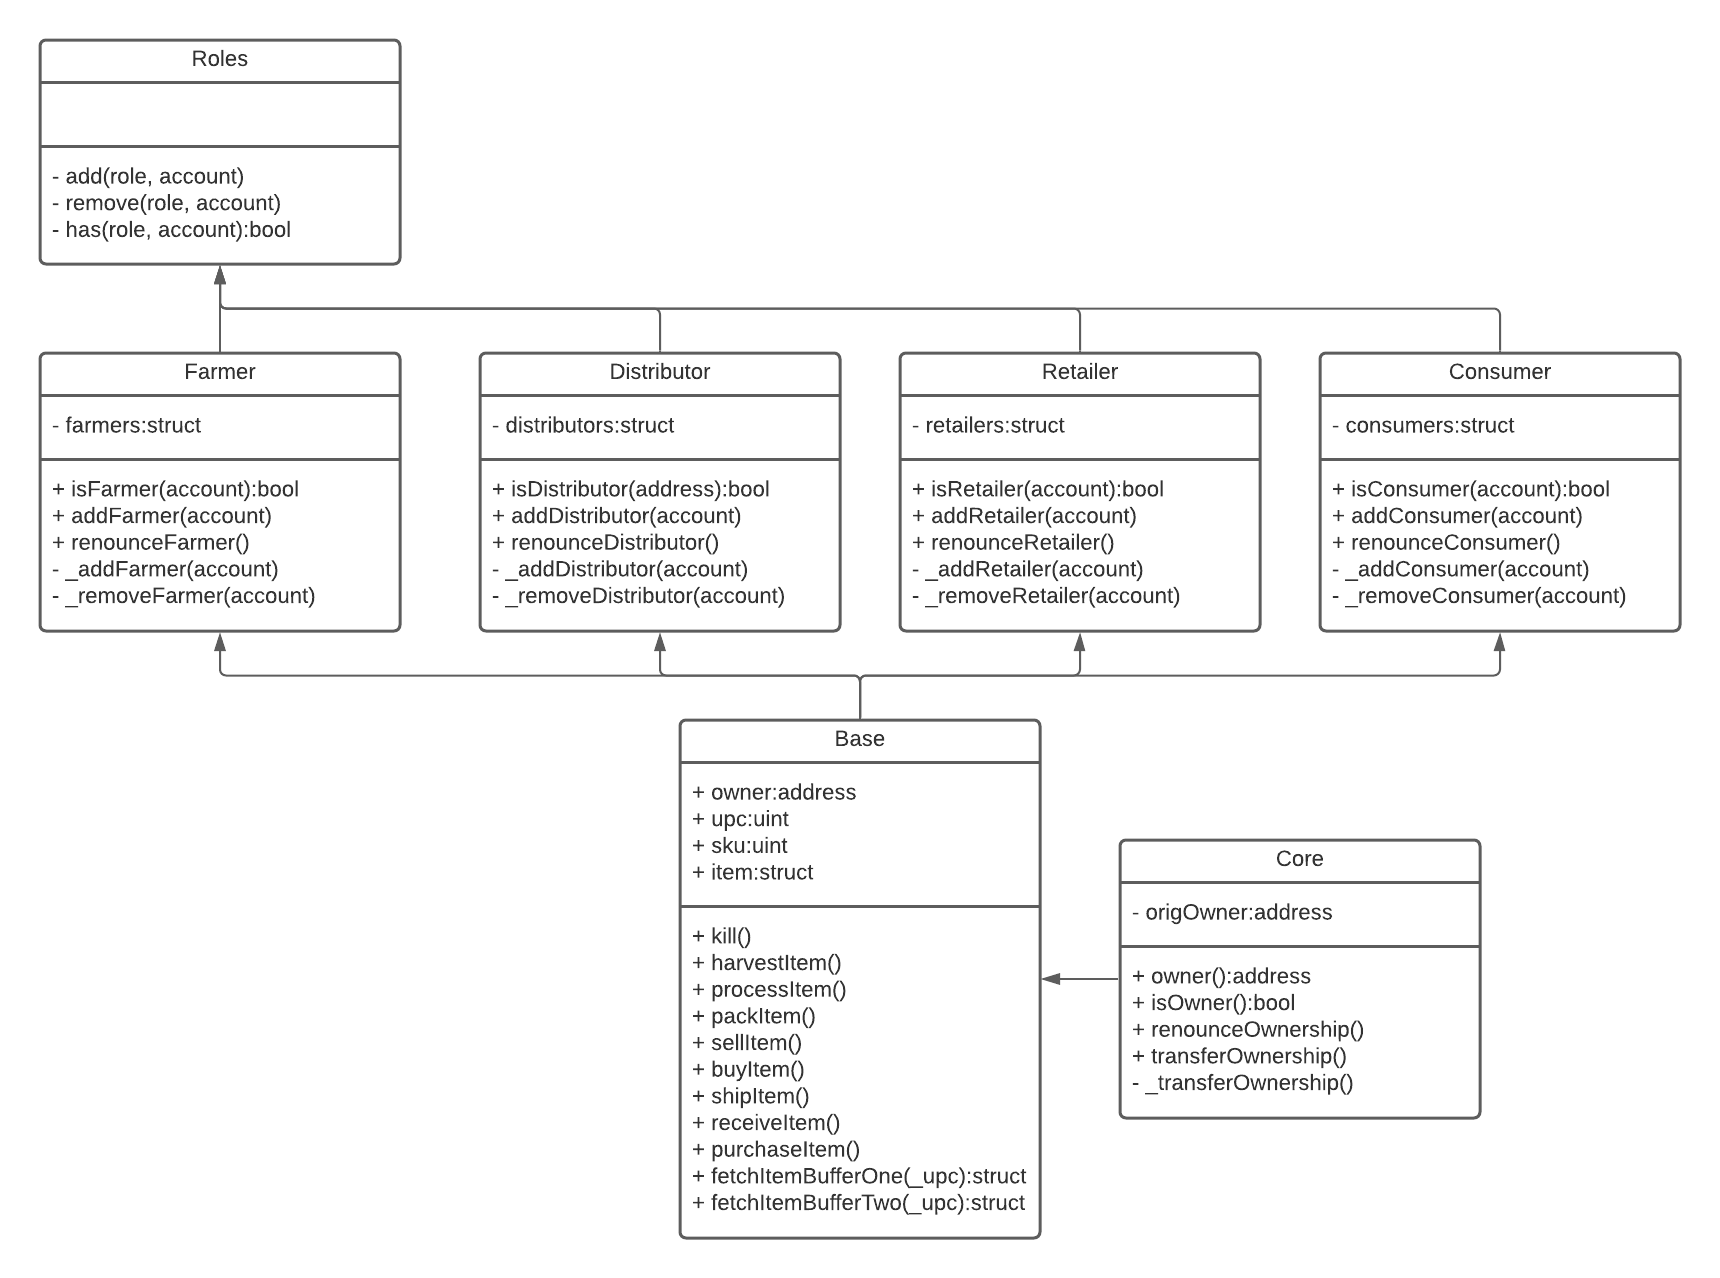 Roles
- add(role, account)
- remove(role, account)
- has(role, account):bool
Farmer
- farmers:struct
+ isFarmer(account):bool
+ addFarmer(account)
+ renounceFarmer()
- _addFarmer(account)
- _removeFarmer(account)
Distributor
- distributors:struct
+ isDistributor(address):bool
+ addDistributor(account)
+ renounceDistributor()
- _addDistributor(account)
- _removeDistributor(account)
Retailer
- retailers:struct
+ isRetailer(account):bool
+ addRetailer(account)
+ renounceRetailer()
- _addRetailer(account)
- _removeRetailer(account)
Consumer
- consumers:struct
+ isConsumer(account):bool
+ addConsumer(account)
+ renounceConsumer()
- _addConsumer(account)
- _removeConsumer(account)
Base
+ owner:address
+ upc:uint
+ sku:uint
+ item:struct
+ kill()
+ harvestItem()
+ processItem()
+ packItem()
+ sellItem()
+ buyItem()
+ shipItem()
+ receiveItem()
+ purchaseItem()
+ fetchItemBufferOne(_upc):struct
+ fetchItemBufferTwo(_upc):struct
Core
- origOwner:address
+ owner():address
+ isOwner():bool
+ renounceOwnership()
+ transferOwnership()
- _transferOwnership()